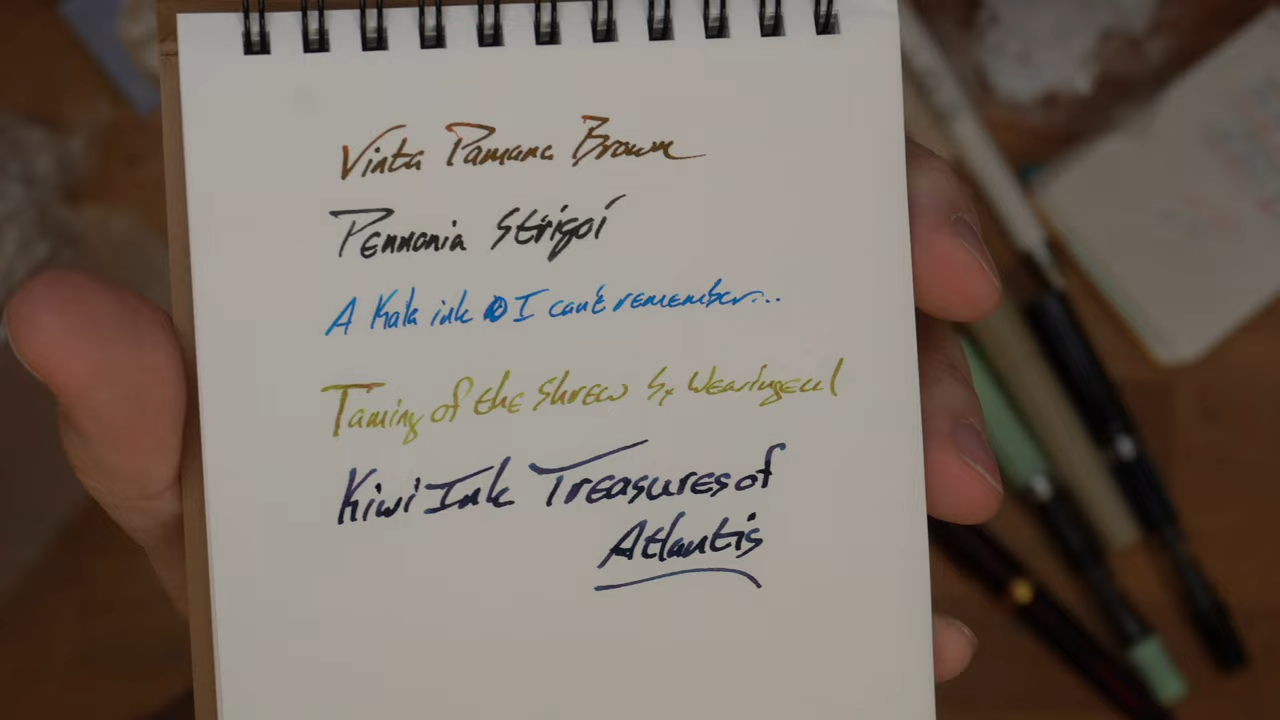 Vinta Pamana Brown
Pennonia Strigoi
A Kala ink I can't remember...
Taming of the Shrew by Wearingeul
Kiwi Ink Treasures of
Atlantis